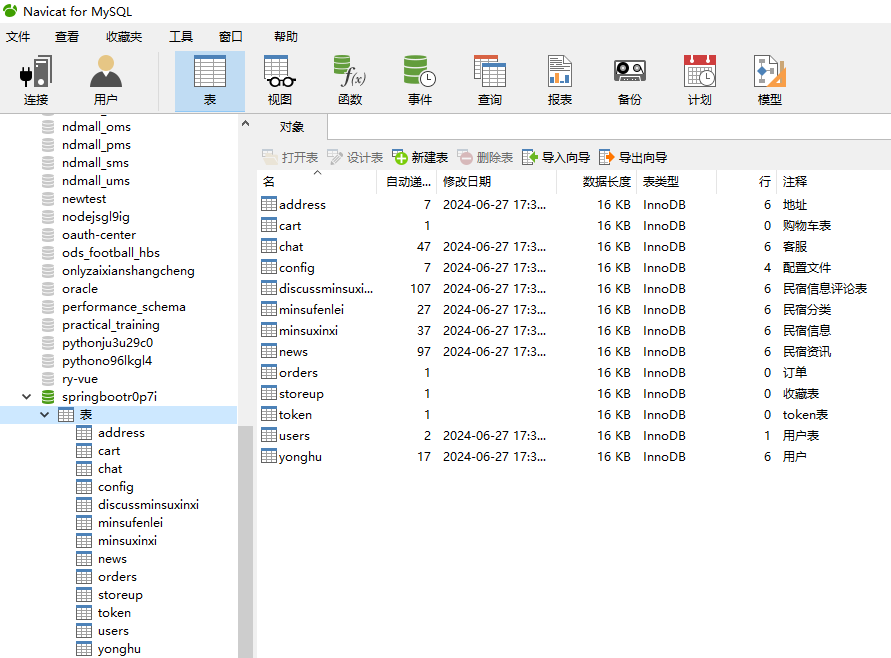 Navicat for MySQL
文件 查看 收藏夹 工具 窗口 帮助
连接 用户 表 视图 函数 事件 查询 报表 备份 计划 模型
f(x)
ndmall_oms
ndmall_pms
ndmall_sms
ndmall_ums
newtest
nodejsgl9ig
oauth-center
ods_football_hbs
onlyzaixianshangcheng
oracle
performance_schema
practical_training
pythonju3u29c0
pythono96lkgl4
ry-vue
springbootr0p7i
表
address
cart
chat
config
discussminsuxinxi
minsufenlei
minsuxinxi
news
orders
storeup
token
users
yonghu
对象
打开表 设计表 新建表 删除表 导入向导 导出向导
名 自动递... 修改日期 数据长度 表类型 行 注释
address 7 2024-06-27 17:3... 16 KB InnoDB 6 地址
cart 1 16 KB InnoDB 0 购物车表
chat 47 2024-06-27 17:3... 16 KB InnoDB 6 客服
config 7 2024-06-27 17:3... 16 KB InnoDB 4 配置文件
discussminsuxi... 107 2024-06-27 17:3... 16 KB InnoDB 6 民宿信息评论表
minsufenlei 27 2024-06-27 17:3... 16 KB InnoDB 6 民宿分类
minsuxinxi 37 2024-06-27 17:3... 16 KB InnoDB 6 民宿信息
news 97 2024-06-27 17:3... 16 KB InnoDB 6 民宿资讯
orders 1 16 KB InnoDB 0 订单
storeup 1 16 KB InnoDB 0 收藏表
token 1 16 KB InnoDB 0 token表
users 2 2024-06-27 17:3... 16 KB InnoDB 1 用户表
yonghu 17 2024-06-27 17:3... 16 KB InnoDB 6 用户